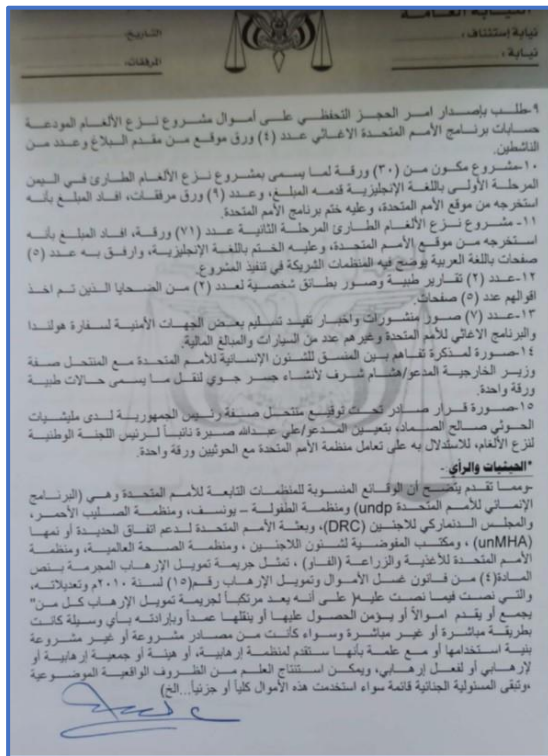 النيابة العامة
نيابة إستئناف :
نيابة :
التاريخ:
المرفقات:
٩-طلب بإصدار امر الحجز التحفظي على أموال مشروع نزع الألغام المودعة
حسابات برنامج الأمم المتحدة الاغاثي عدد (٤) ورق موقع من مقدم البلاغ وعدد من
الناشطين.
١٠-مشروع مكون من (٣٠) ورقة لما يسمى بمشروع نزع الألغام الطارئ في اليمن
المرحلة الأولى باللغة الإنجليزية قدمه المبلغ، وعدد (٩) ورق مرفقات، افاد المبلغ بأنه
استخرجه من موقع الأمم المتحدة، وعليه ختم برنامج الأمم المتحدة.
١١- مشروع نزع الألغام الطارئ المرحلة الثانية عدد (٧١) ورقة، افاد المبلغ بأنه
استخرجه من موقع الأمم المتحدة، وعليه الختم باللغة الإنجليزية، وارفق به عدد (٥)
صفحات باللغة العربية يوضح فيه المنظمات الشريكة في تنفيذ المشروع.
١٢-عدد (٢) تقارير طبية وصور بطائق شخصية لعدد (٢) من الضحايا الذين تم اخذ
اقوالهم عدد (٥) صفحات.
١٣-عدد (٧) صور منشورات واخبار تفيد تسليم بعض الجهات الأمنية لسفارة هولندا
والبرنامج الاغاثي للأمم المتحدة وغيرهم عدد من السيارات والمبالغ المالية.
١٤-صورة لمذكرة تفاهم بين المنسق للشئون الإنسانية للأمم المتحدة مع المنتحل صفة
وزير الخارجية المدعو/هشام شرف لأنشاء جسر جوي لنقل ما يسمى حالات طبية
ورقة واحدة.
١٥-صورة قرار صادر تحت توقيع منتحل صفة رئيس الجمهورية لدى مليشيات
الحوثي صالح الصماد، بتعيين المدعو/علي عبدالله صبرة نائباً لرئيس اللجنة الوطنية
لنزع الألغام، للاستدلال به على تعامل منظمة الأمم المتحدة مع الحوثيين ورقة واحدة.
*الحيثيات والرأي -
-ومما تقدم يتضح أن الوقائع المنسوبة للمنظمات التابعة للأمم المتحدة وهي (البرنامج
الإنمائي للأمم المتحدة undp) ومنظمة الطفولة – يونسف، ومنظمة الصليب الأحمر،
والمجلس الدنماركي للاجئين (DRC)، وبعثة الأمم المتحدة لدعم اتفاق الحديدة أو نمها
(unMHA) ، ومكتب المفوضية لشئون اللاجئين ، ومنظمة الصحة العالمية، ومنظمة
الأمم المتحدة للأغذية والزراعة (الفاو) ، تمثل جريمة تمويل الإرهاب المجرمة بنص
المادة(٤) من قانون غسل الأموال وتمويل الإرهاب رقم(١٥) لسنة ٢٠١٠م وتعديلاته،
والتي نصت فيما نصت عليه( على أنه يعد مرتكباً لجريمة تمويل الإرهاب كل من"
يجمع أو يقدم اموالاً أو يؤمن الحصول عليها أو ينقلها عمداً وبإرادته بأي وسيلة كانت
بطريقة مباشرة أو غير مباشرة وسواء كانت من مصادر مشروعة أو غير مشروعة
بنية استخدامها أو مع علمه بأنها ستقدم لمنظمة إرهابية، أو هيئة أو جمعية إرهابية أو
لإرهابي أو لفعل إرهابي، ويمكن استنتاج العلم من الظروف الواقعية الموضوعية
،وتبقى المسئولية الجنائية قائمة سواء استخدمت هذه الأموال كلياً أو جزئياً...الخ)